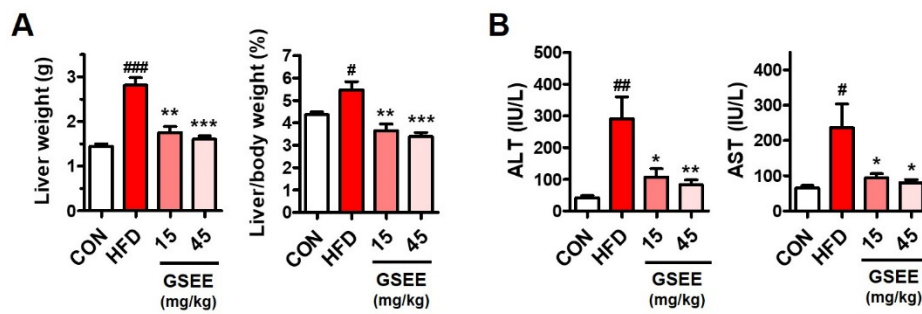 A
Liver weight (g)
4
3
2
1
0
###
**
***
CON
HFD
15
45
GSEE
(mg/kg)
Liver/body weight (%)
7
6
5
4
3
2
1
0
#
**
***
CON
HFD
15
45
GSEE
(mg/kg)
B
ALT (IU/L)
500
400
300
200
100
0
##
*
**
CON
HFD
15
45
GSEE
(mg/kg)
AST (IU/L)
400
300
200
100
0
#
*
*
CON
HFD
15
45
GSEE
(mg/kg)